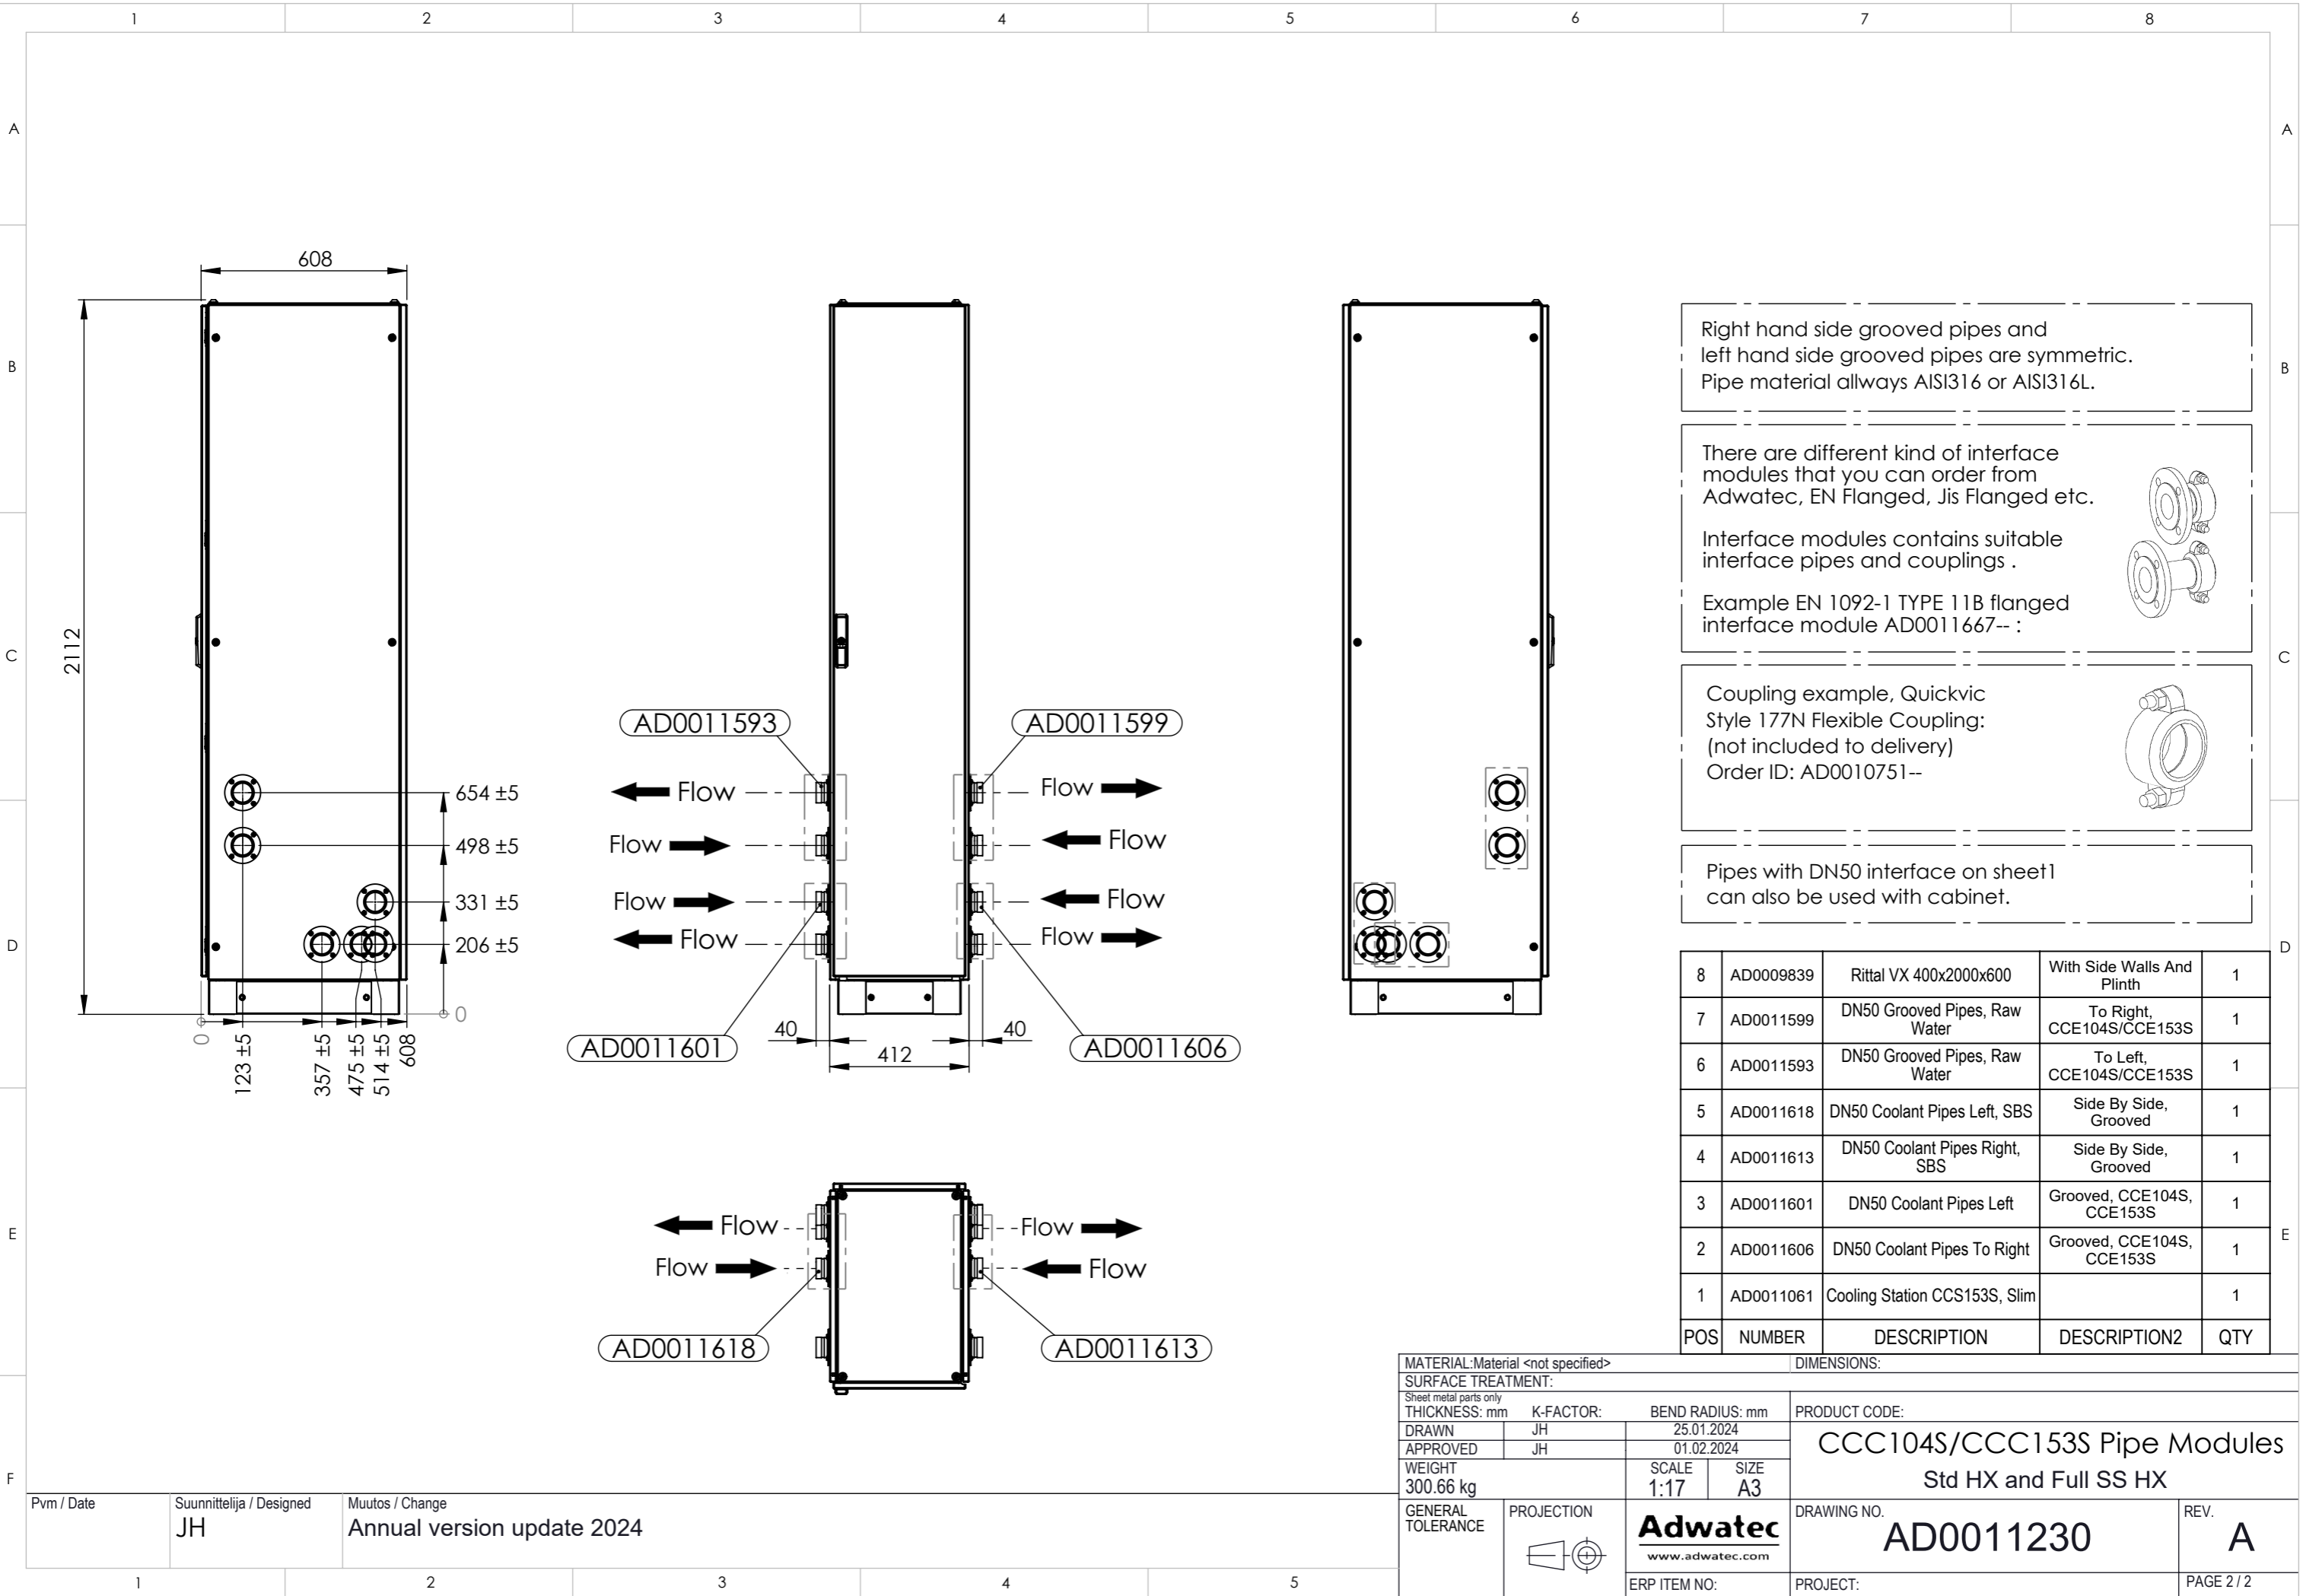 1 2 3 4 5 6 7 8
A A
B B
C C
D D
E E
F
608
2112
654 ±5
498 ±5
331 ±5
206 ±5
0
0
123 ±5
357 ±5
475 ±5
514 ±5
608
AD0011593
AD0011599
Flow
Flow
Flow
Flow
Flow
Flow
Flow
Flow
40
40
412
AD0011601
AD0011606
Flow
Flow
Flow
Flow
AD0011618
AD0011613
Right hand side grooved pipes and
left hand side grooved pipes are symmetric.
Pipe material allways AISI316 or AISI316L.
There are different kind of interface
modules that you can order from
Adwatec, EN Flanged, Jis Flanged etc.
Interface modules contains suitable
interface pipes and couplings .
Example EN 1092-1 TYPE 11B flanged
interface module AD0011667-- :
Coupling example, Quickvic
Style 177N Flexible Coupling:
(not included to delivery)
Order ID: AD0010751--
Pipes with DN50 interface on sheet1
can also be used with cabinet.
8 AD0009839 Rittal VX 400x2000x600 With Side Walls And Plinth 1
7 AD0011599 DN50 Grooved Pipes, Raw Water To Right, CCE104S/CCE153S 1
6 AD0011593 DN50 Grooved Pipes, Raw Water To Left, CCE104S/CCE153S 1
5 AD0011618 DN50 Coolant Pipes Left, SBS Side By Side, Grooved 1
4 AD0011613 DN50 Coolant Pipes Right, SBS Side By Side, Grooved 1
3 AD0011601 DN50 Coolant Pipes Left Grooved, CCE104S, CCE153S 1
2 AD0011606 DN50 Coolant Pipes To Right Grooved, CCE104S, CCE153S 1
1 AD0011061 Cooling Station CCS153S, Slim 1
POS NUMBER DESCRIPTION DESCRIPTION2 QTY
MATERIAL:Material <not specified> DIMENSIONS:
SURFACE TREATMENT:
Sheet metal parts only
THICKNESS: mm K-FACTOR: BEND RADIUS: mm PRODUCT CODE:
DRAWN JH 25.01.2024
APPROVED JH 01.02.2024
CCC104S/CCC153S Pipe Modules
Std HX and Full SS HX
WEIGHT
300.66 kg
SCALE
1:17
SIZE
A3
GENERAL
TOLERANCE
PROJECTION
Adwatec
www.adwatec.com
DRAWING NO.
AD0011230
REV.
A
ERP ITEM NO: PROJECT: PAGE 2 / 2
Pvm / Date Suunnittelija / Designed Muutos / Change
JH Annual version update 2024
1 2 3 4 5